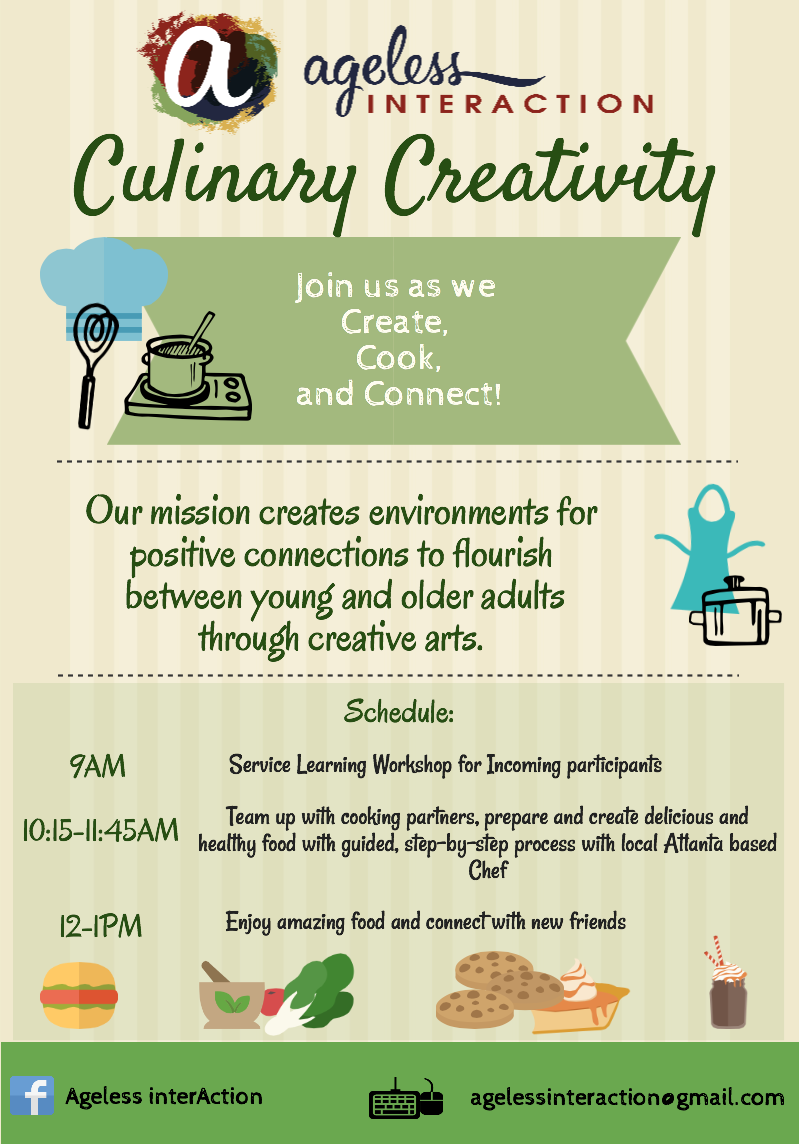 a
ageless
INTERACTION
Culinary Creativity
Join us as we
Create,
Cook,
and Connect!
Our mission creates environments for
positive connections to flourish
between young and older adults
through creative arts.
Schedule:
9AM
Service Learning Workshop for Incoming participants
10:15-11:45AM
Team up with cooking partners, prepare and create delicious and
healthy food with guided, step-by-step process with local Atlanta based
Chef
12-1PM
Enjoy amazing food and connect with new friends
f
Ageless interAction
agelessinteraction@gmail.com